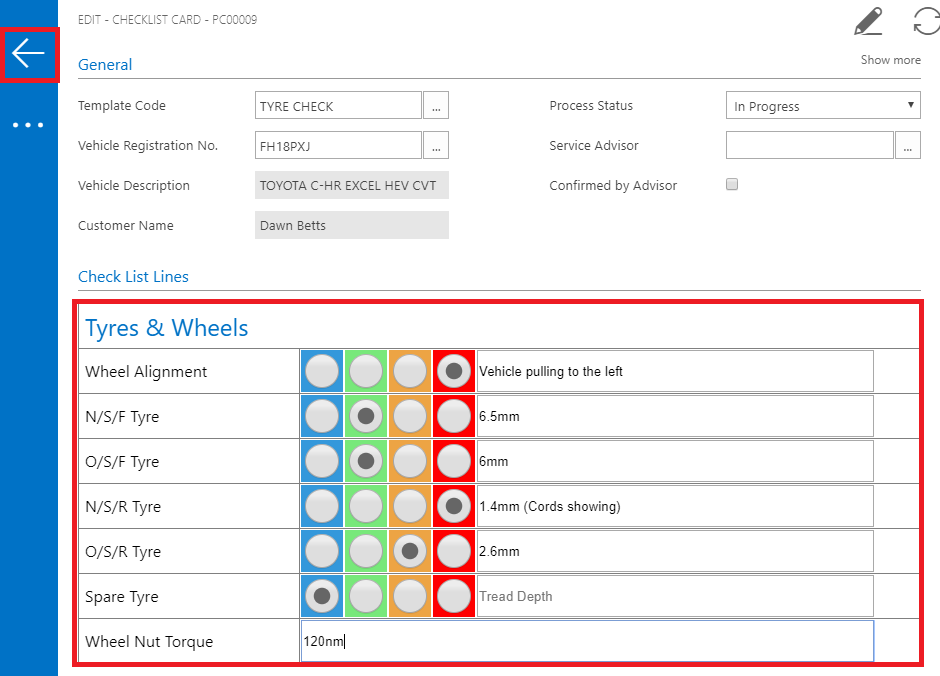 EDIT - CHECKLIST CARD - PC00009
General
Show more
Template Code
TYRE CHECK
...
Process Status
In Progress
Vehicle Registration No.
FH18PXJ
...
Service Advisor
...
Vehicle Description
TOYOTA C-HR EXCEL HEV CVT
Confirmed by Advisor
Customer Name
Dawn Betts
Check List Lines
Tyres & Wheels
Wheel Alignment
Vehicle pulling to the left
N/S/F Tyre
6.5mm
O/S/F Tyre
6mm
N/S/R Tyre
1.4mm (Cords showing)
O/S/R Tyre
2.6mm
Spare Tyre
Tread Depth
Wheel Nut Torque
120nm